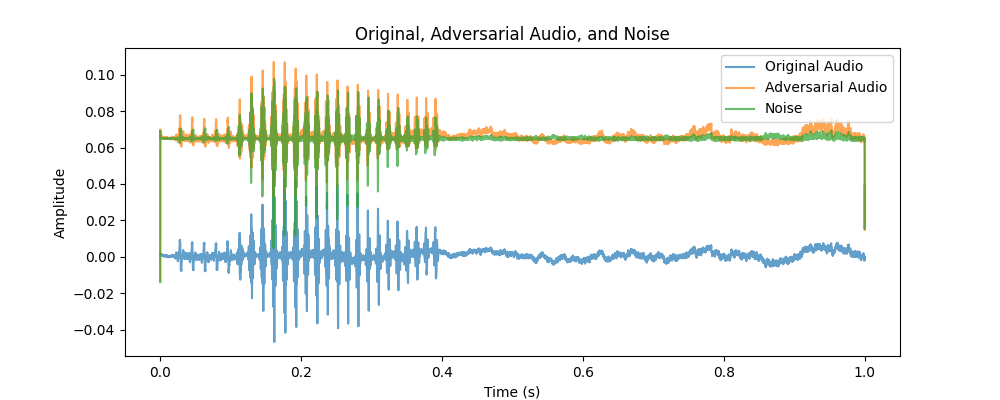 Original, Adversarial Audio, and Noise
Original Audio
Adversarial Audio
Noise
Amplitude
0.10
0.08
0.06
0.04
0.02
0.00
−0.02
−0.04
0.0 0.2 0.4 0.6 0.8 1.0
Time (s)